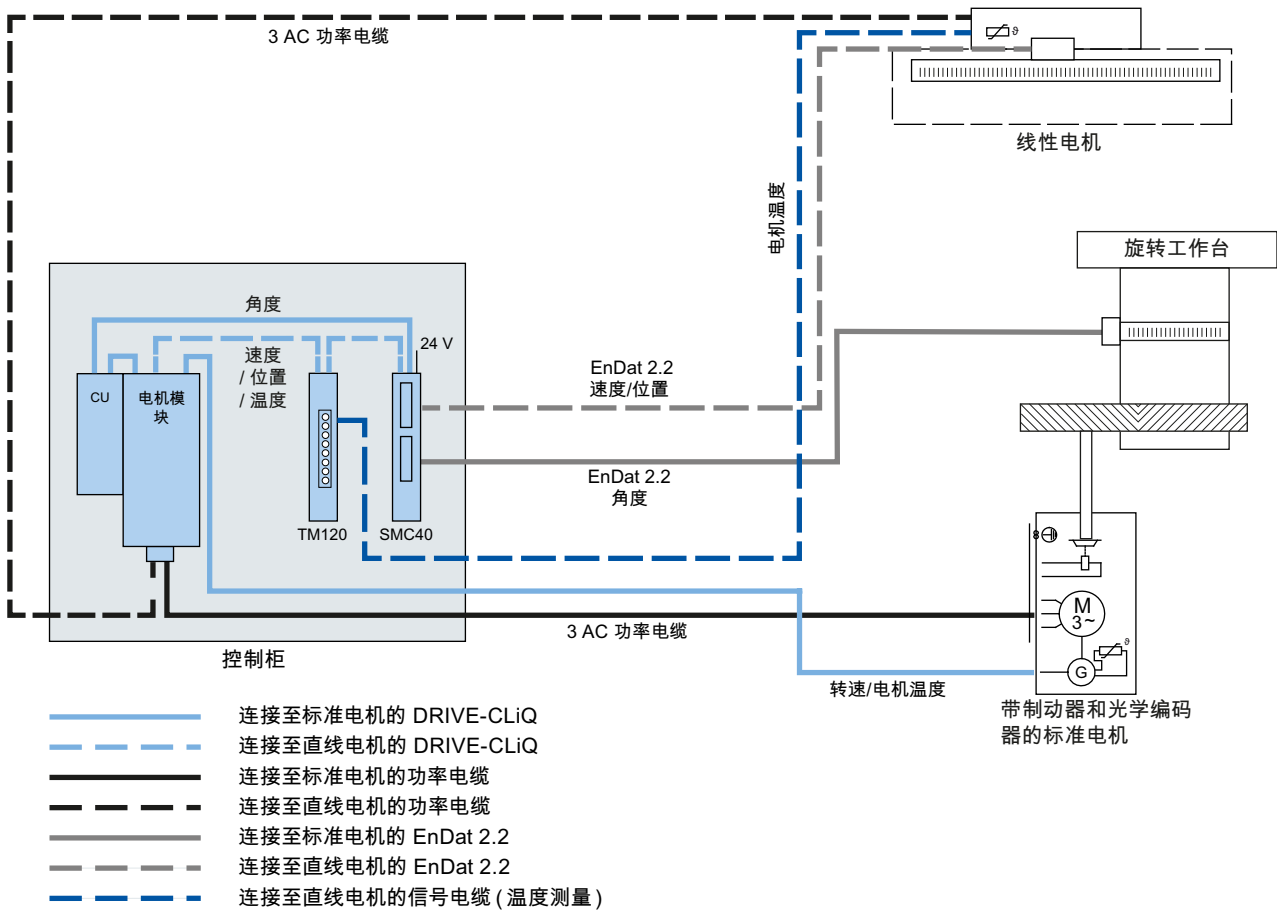 3 AC 功率电缆
ϑ
线性电机
电机温度
旋转工作台
角度
24 V
速度
/ 位置
/ 温度
EnDat 2.2
速度/位置
CU
电机模
块
EnDat 2.2
角度
TM120
SMC40
8
M
3~
3 AC 功率电缆
控制柜
ϑ
G
转速/电机温度
带制动器和光学编码
器的标准电机
连接至标准电机的 DRIVE-CLiQ
连接至直线电机的 DRIVE-CLiQ
连接至标准电机的功率电缆
连接至直线电机的功率电缆
连接至标准电机的 EnDat 2.2
连接至直线电机的 EnDat 2.2
连接至直线电机的信号电缆 ( 温度测量 )